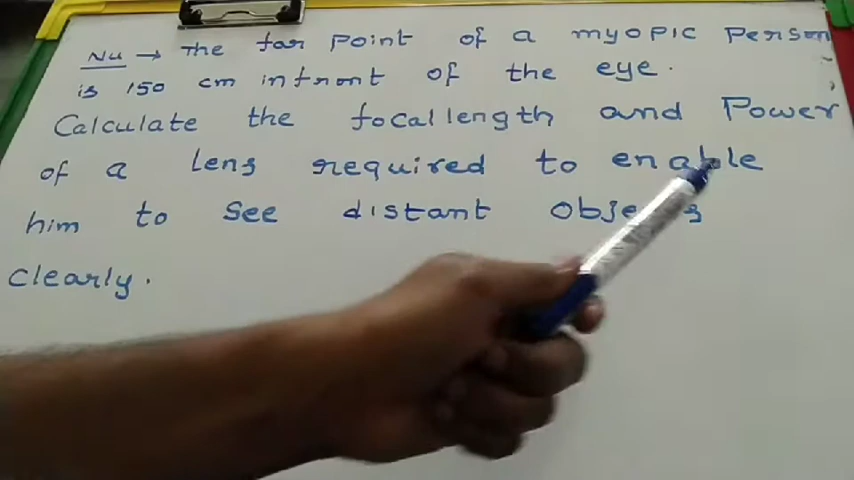 Nu → The far point of a myopic Person
is 150 cm infront of the eye.
Calculate the focal length and Power
of a lens required to enable
him to see distant
clearly.